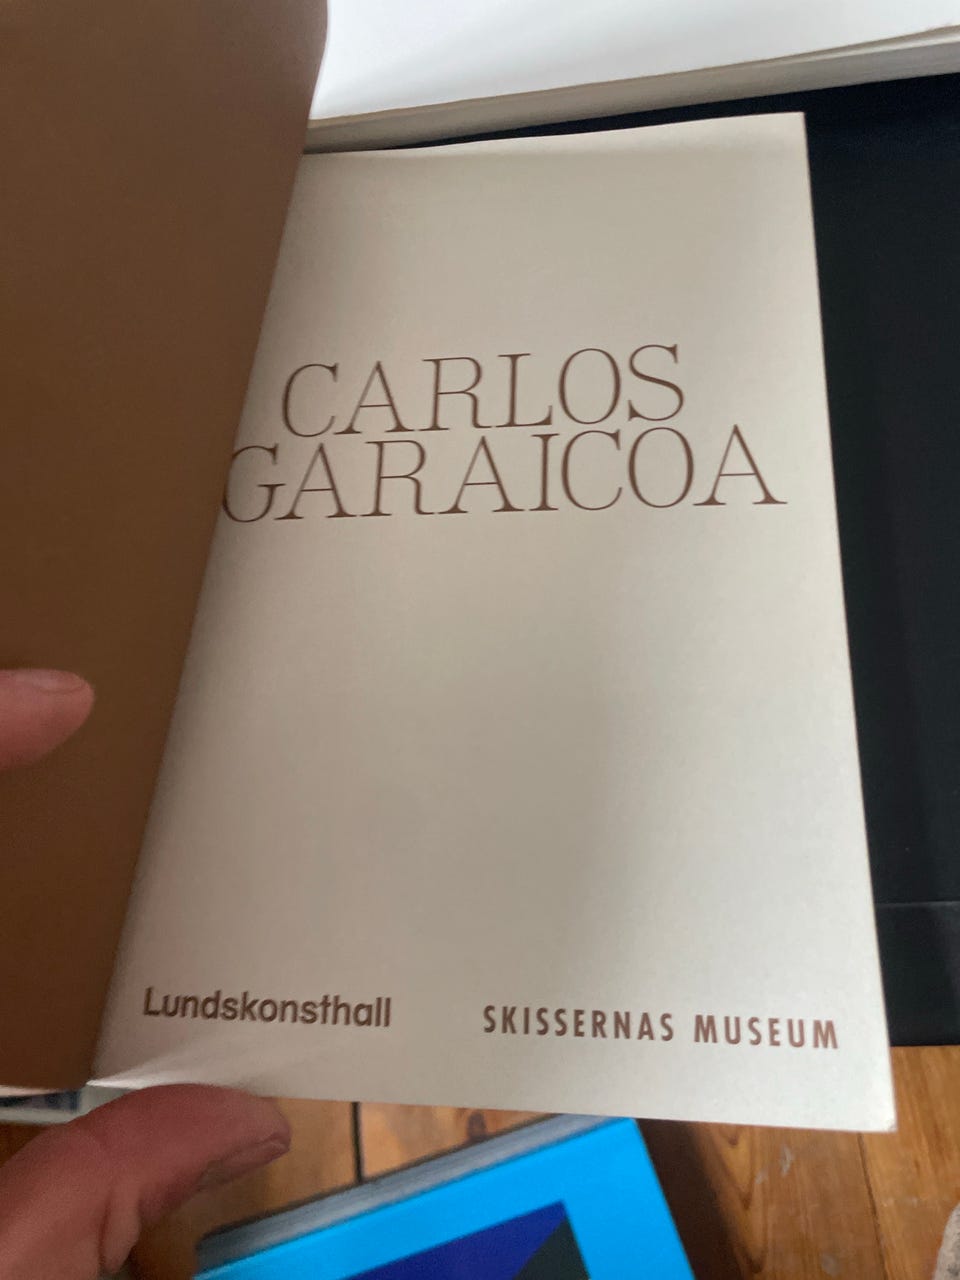 CARLOS
GARAICOA
Lundskonsthall
SKISSERNAS MUSEUM